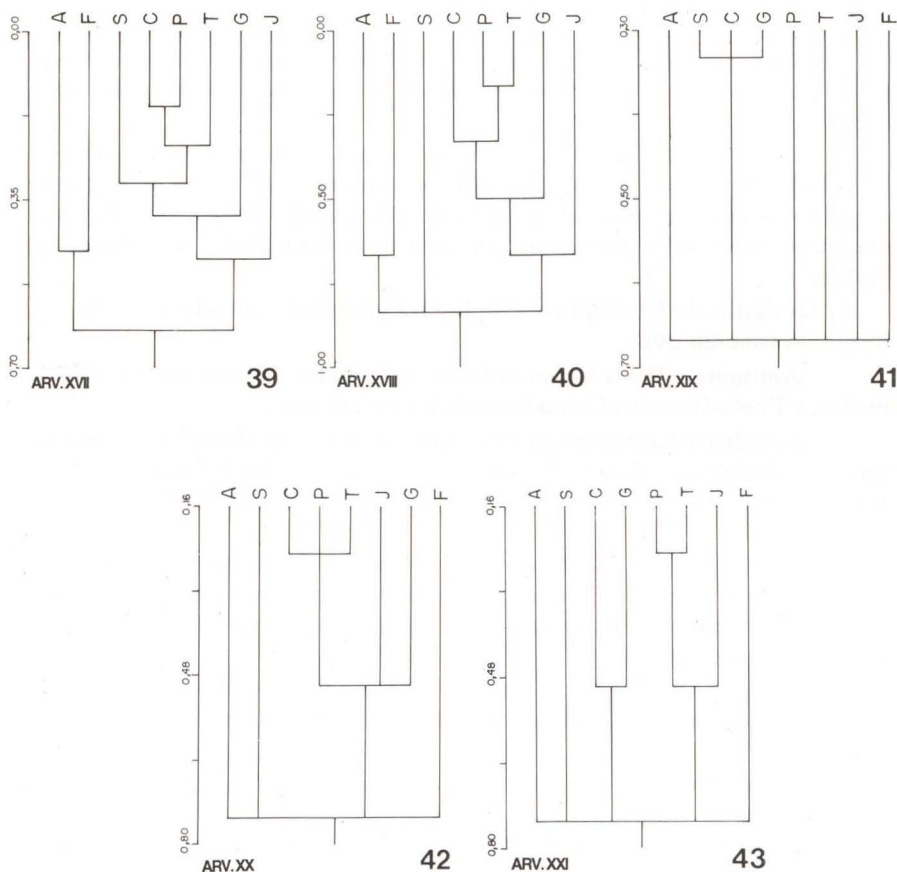 A F S C P T G J
0,00
0,35
0,70
ARV. XVII
39
A F S C P T G J
0,00
0,50
1,00
ARV. XVIII
40
A S C G P T J F
0,30
0,50
0,70
ARV. XIX
41
A S C P T J G F
0,16
0,48
0,80
ARV. XX
42
A S C G P T J F
0,16
0,48
0,80
ARV. XXI
43